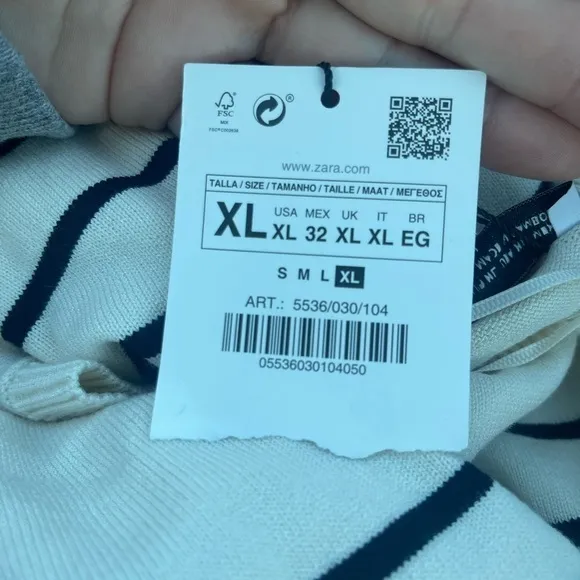 FSC
MIX
www.zara.com
TALLA / SIZE / TAMANHO / TAILLE / MAAT / ΜΕΓΕΘΟΣ
XL
USA MEX UK IT BR
XL 32 XL XL EG
S M L XL
ART.: 5536/030/104
05536030104050